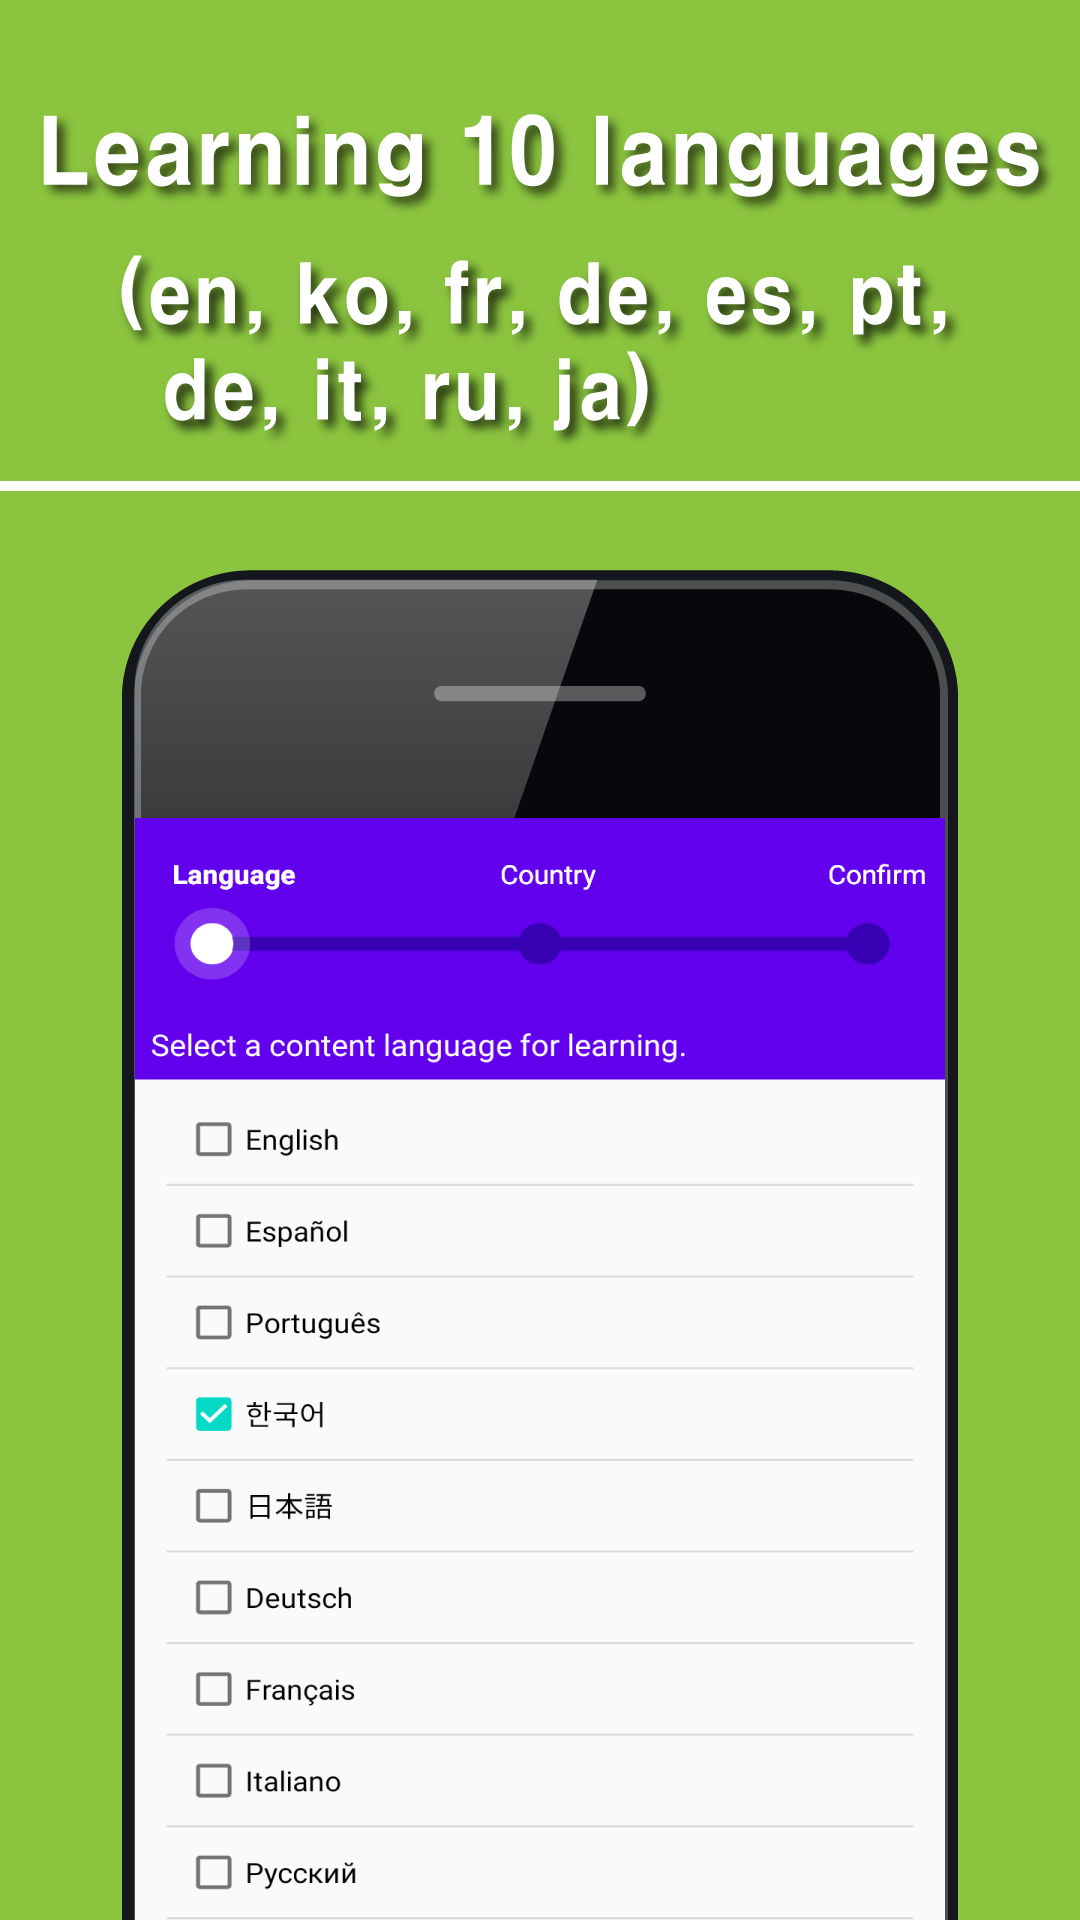 Learning 10 languages
(en, ko, fr, de, es, pt,
de, it, ru, ja)
Language Country Confirm
Select a content language for learning.
English
Español
Português
한국어
日本語
Deutsch
Français
Italiano
Русский